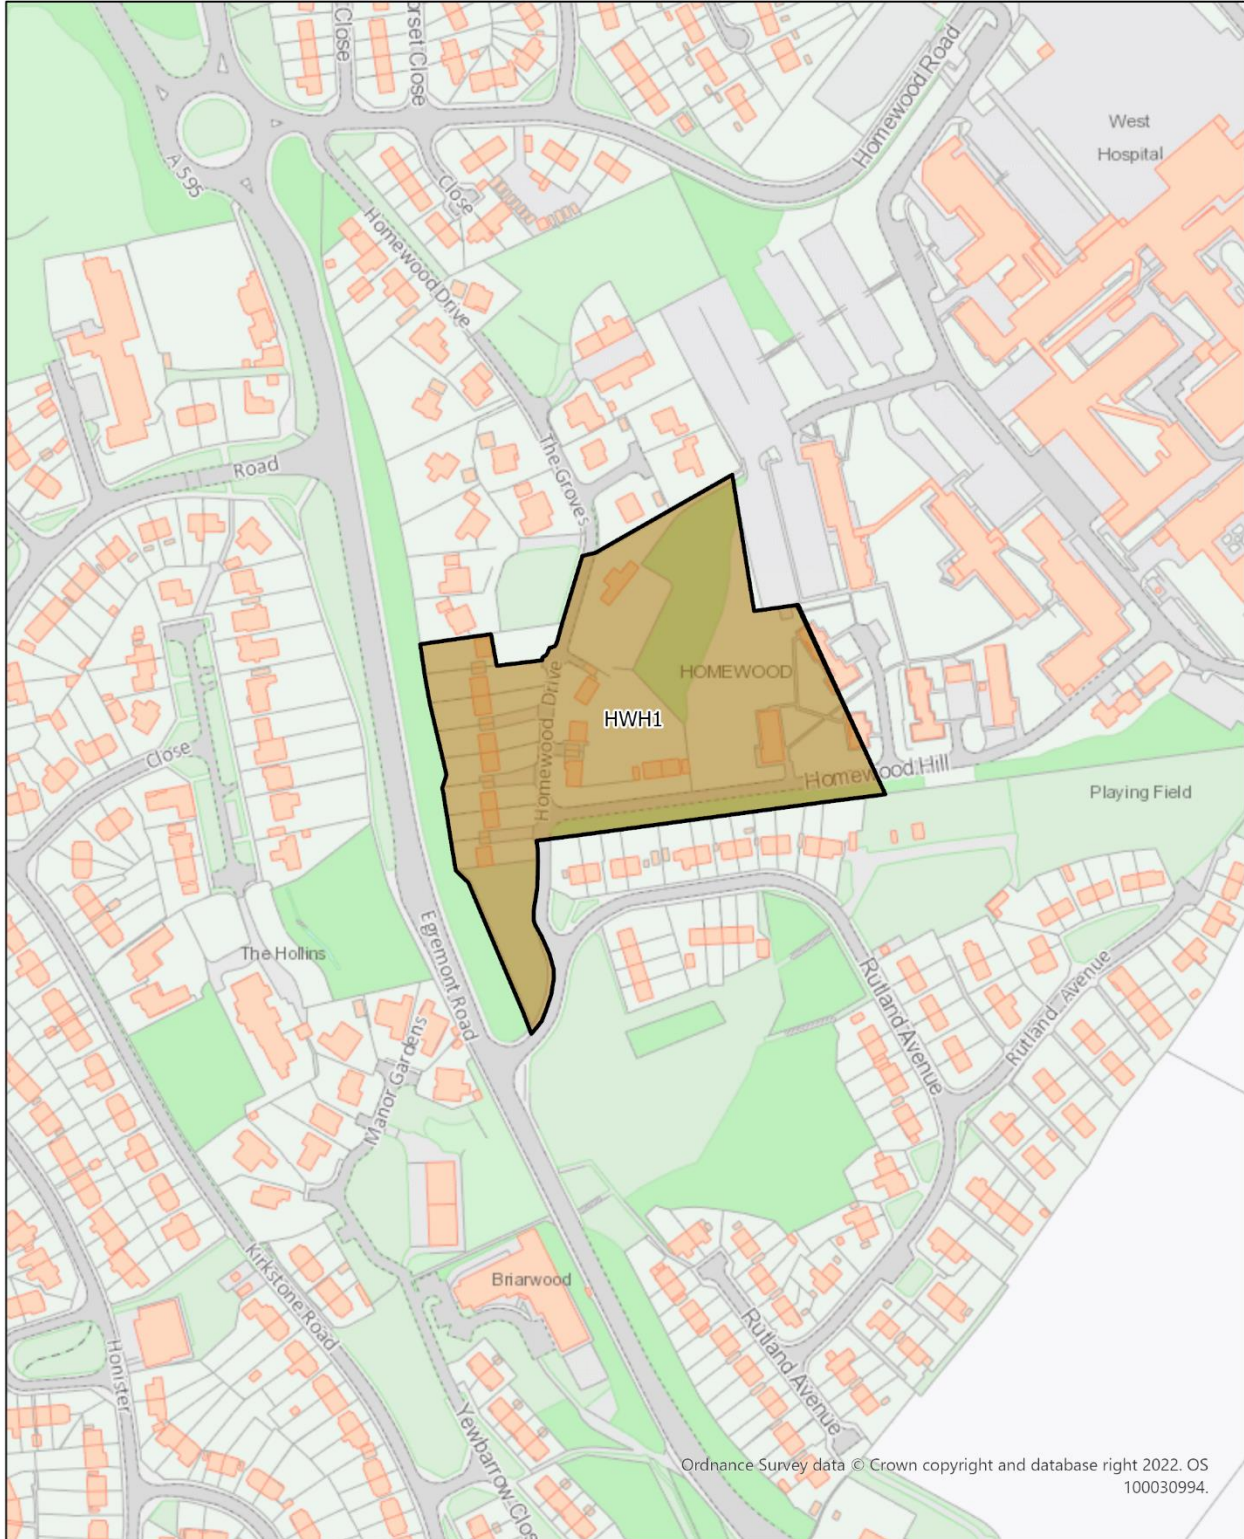 Close
orset Close
Homewood Road
West
Hospital
A 595
Close
Homewood Drive
Road
The Groves
HOMEWOOD
Homewood Drive
HWH1
Close
Homewood Hill
Playing Field
The Hollins
Egremont Road
Rutland Avenue
Rutland Avenue
Manor Gardens
Kirkstone Road
Briarwood
Rutland Avenue
Honister
Yewbarrow Clos
Ordnance Survey data © Crown copyright and database right 2022. OS
100030994.